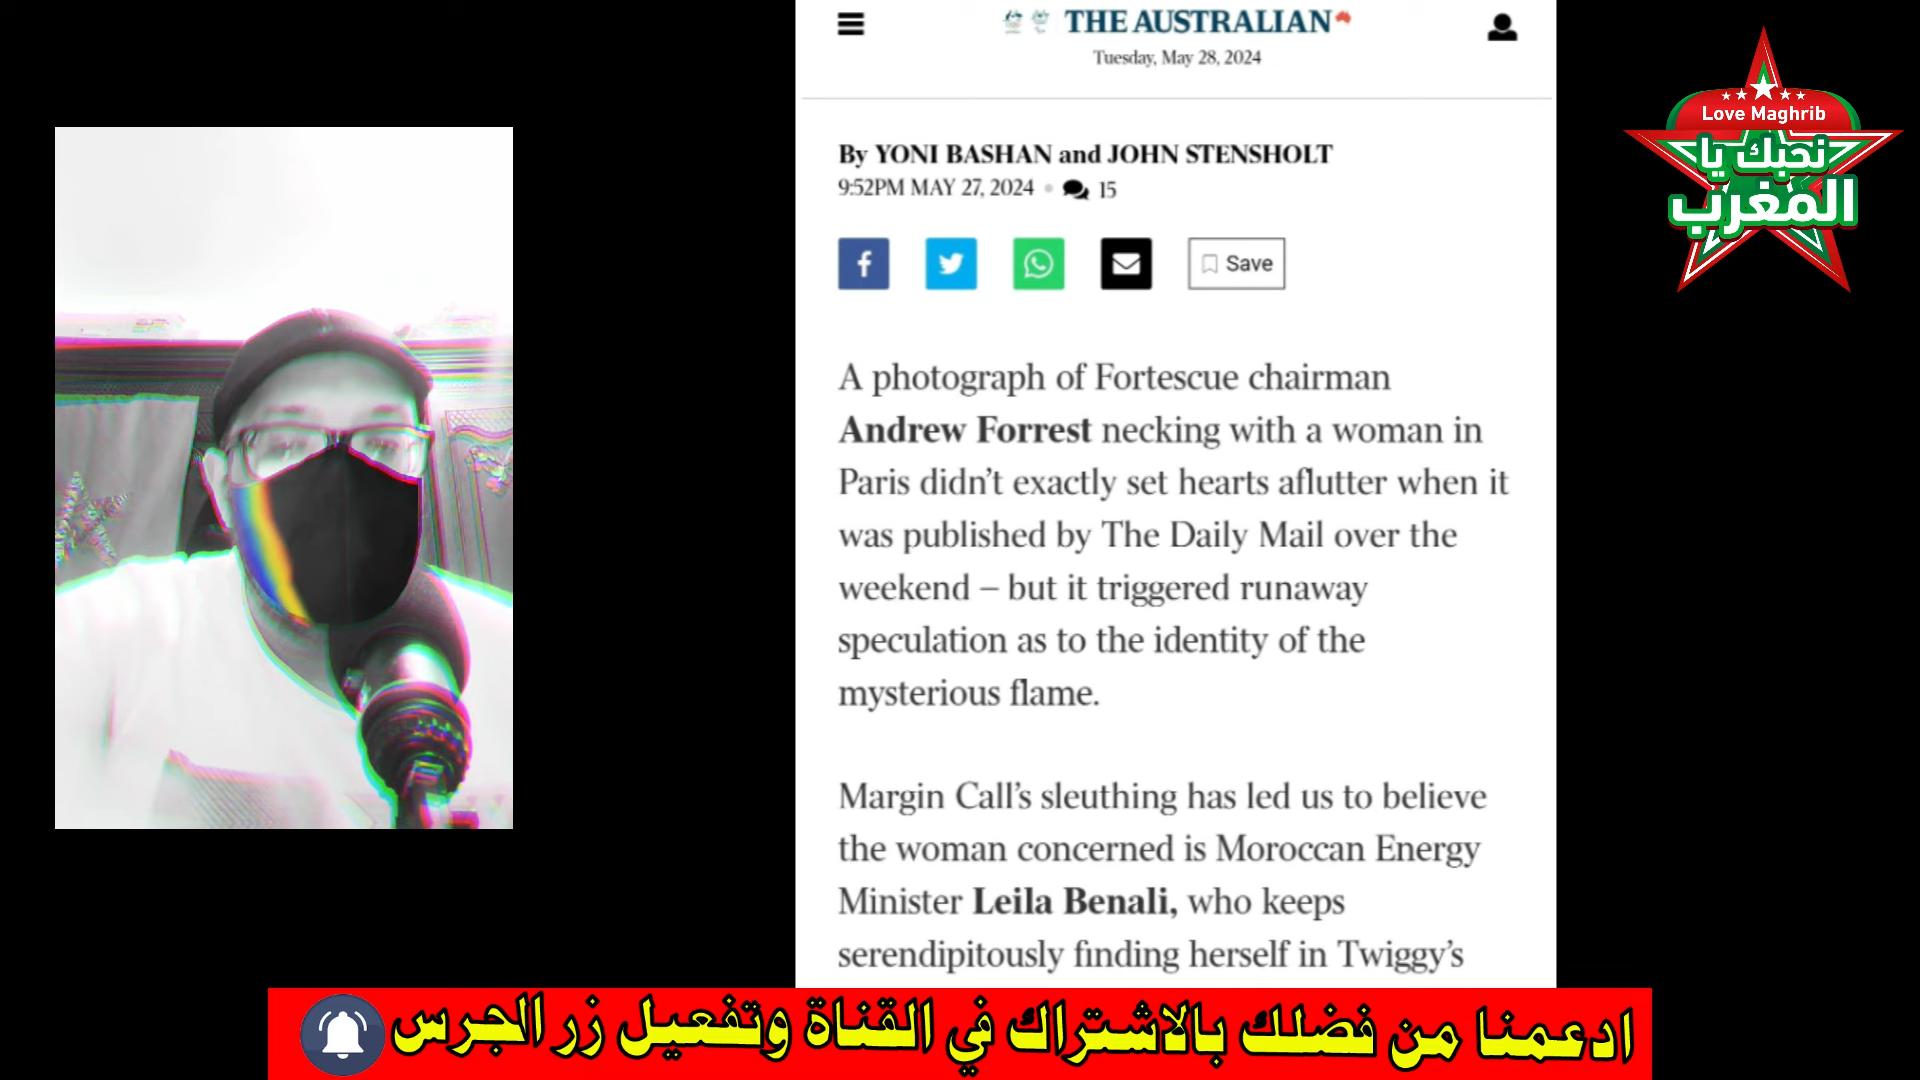 THE AUSTRALIAN
Tuesday, May 28, 2024
Love Maghrib
نحبك يا
المغرب
By YONI BASHAN and JOHN STENSHOLT
9:52PM MAY 27, 2024 • 15
Save
A photograph of Fortescue chairman
Andrew Forrest necking with a woman in
Paris didn’t exactly set hearts aflutter when it
was published by The Daily Mail over the
weekend – but it triggered runaway
speculation as to the identity of the
mysterious flame.
Margin Call’s sleuthing has led us to believe
the woman concerned is Moroccan Energy
Minister Leila Benali, who keeps
serendipitously finding herself in Twiggy’s
ادعمنا من فضلك بالاشتراك في القناة وتفعيل زر الجرس